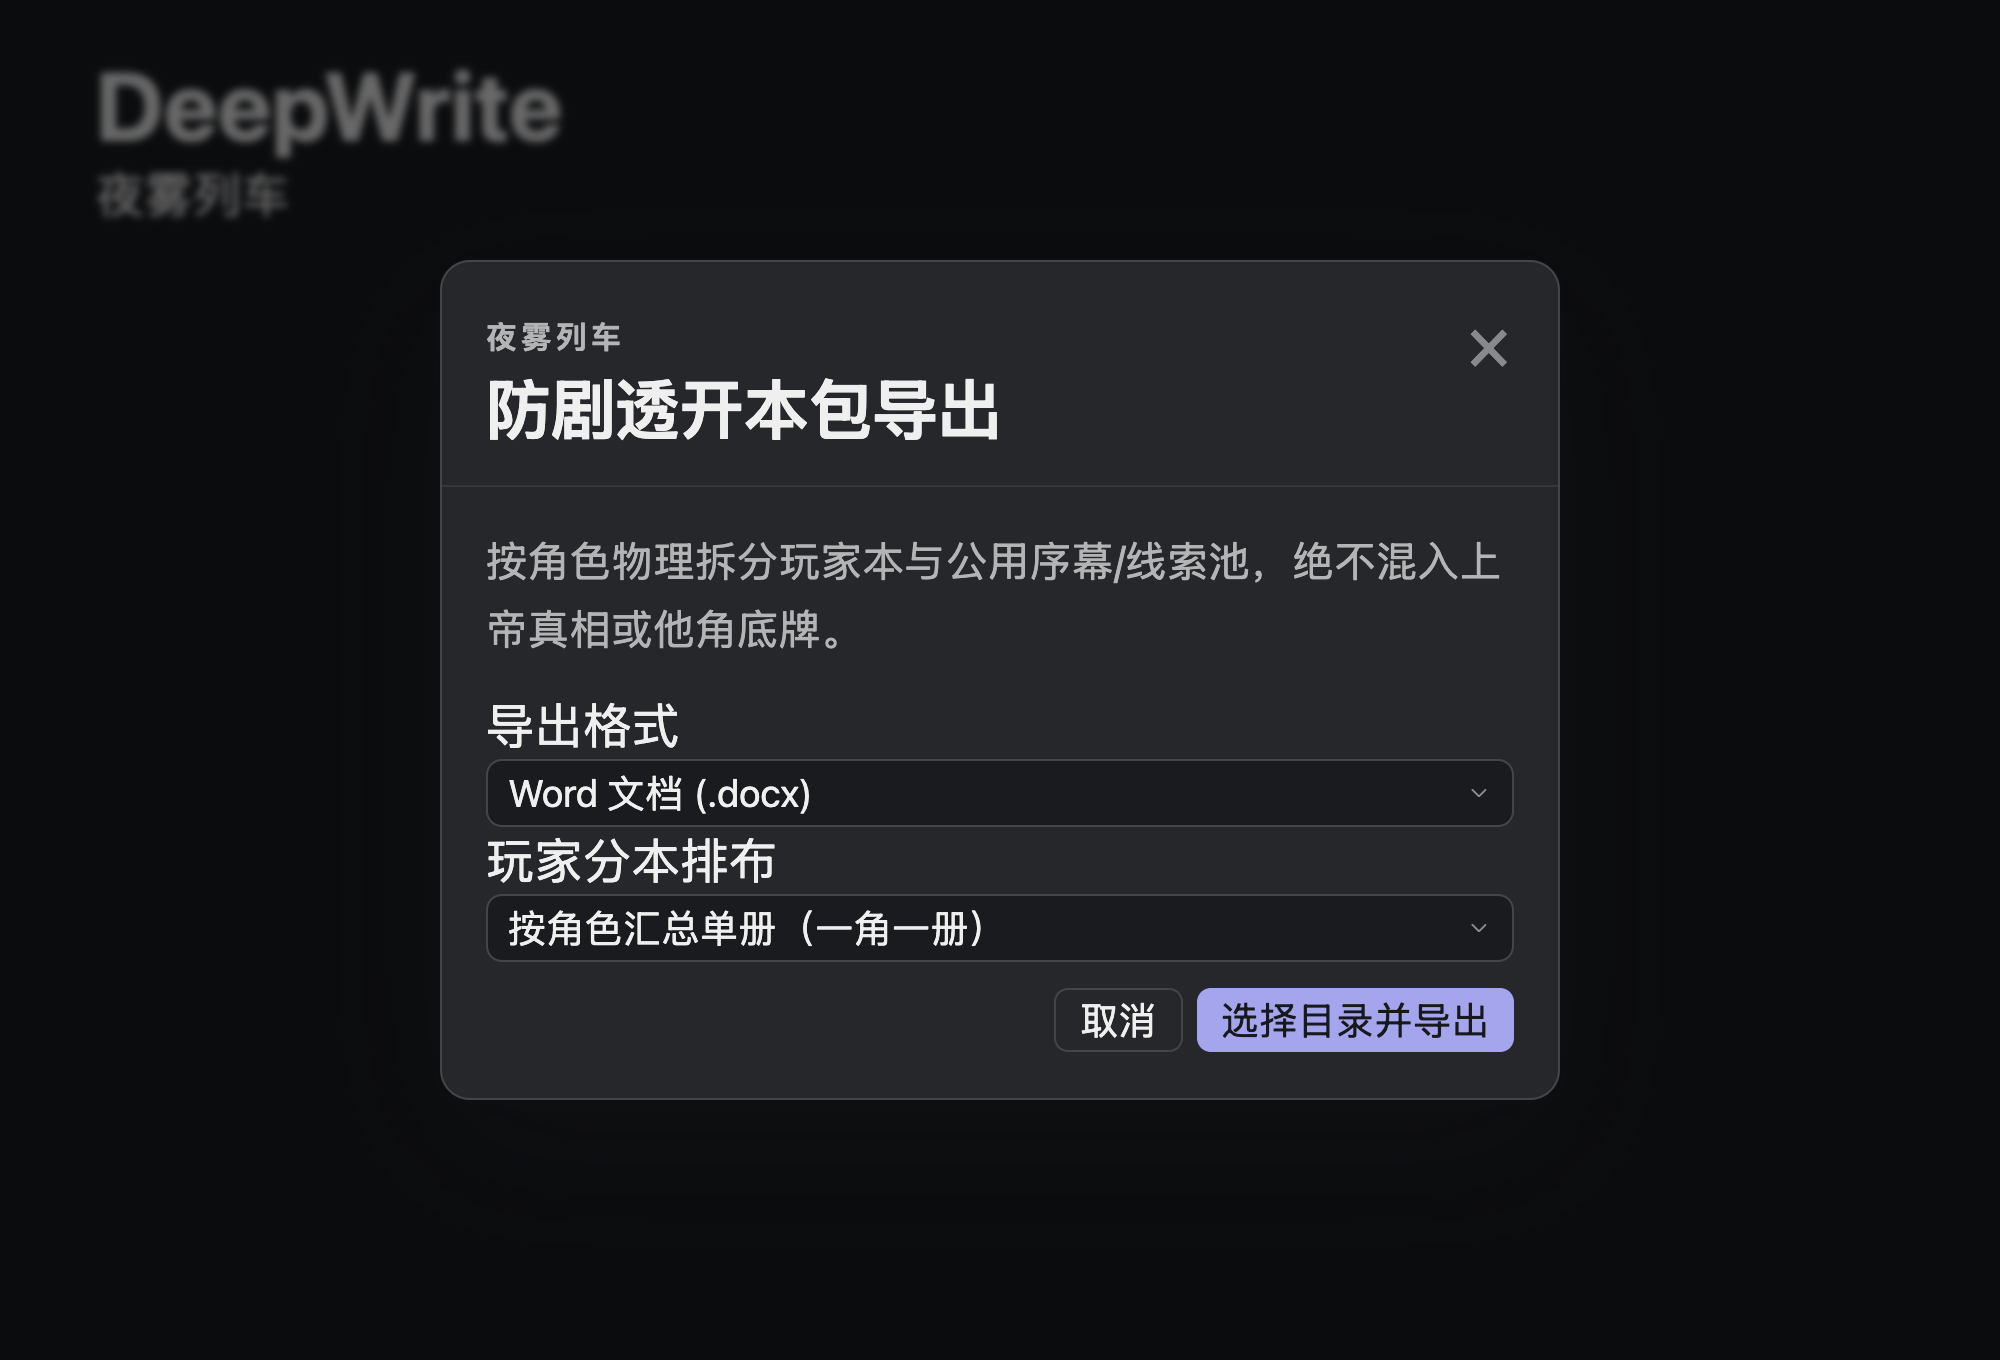 DeepWrite
夜雾列车
夜雾列车
防剧透开本包导出
按角色物理拆分玩家本与公用序幕/线索池，绝不混入上
帝真相或他角底牌。
导出格式
Word 文档 (.docx)
玩家分本排布
按角色汇总单册（一角一册）
取消
选择目录并导出